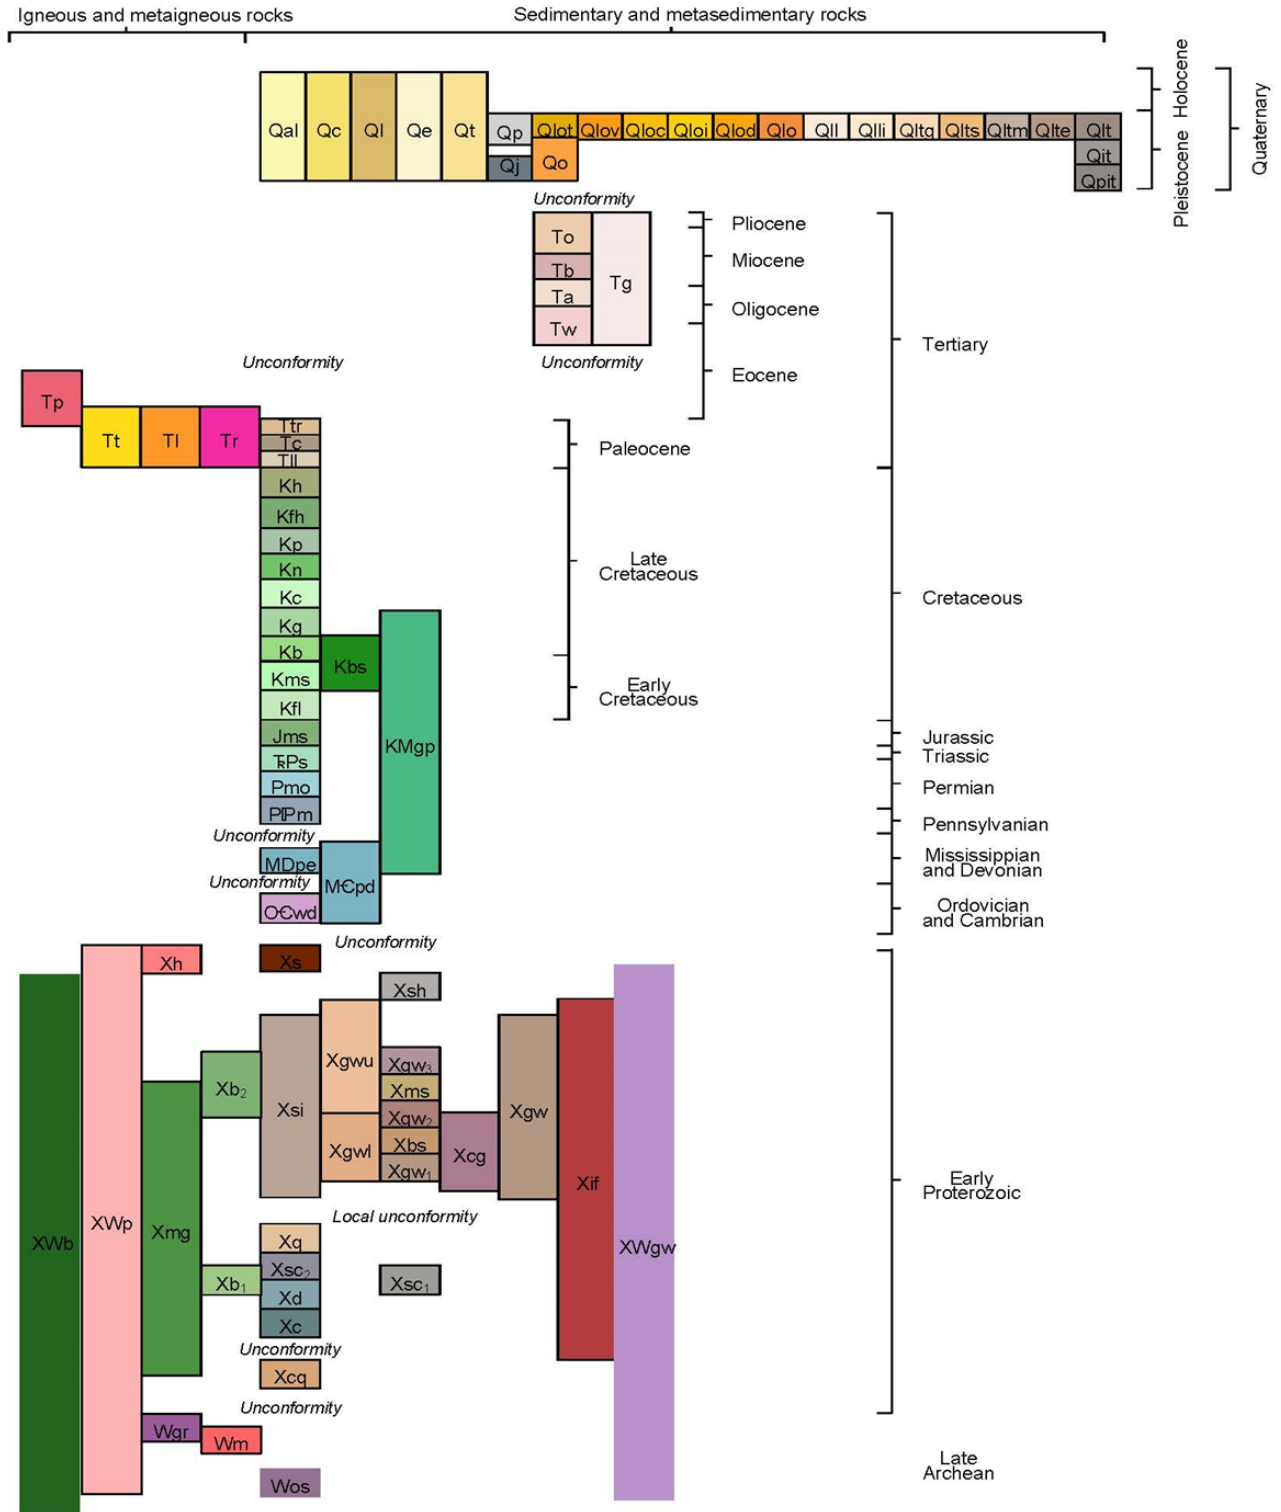 Igneous and metaigneous rocks
Sedimentary and metasedimentary rocks
Holocene
Pleistocene
Quaternary
Qal Qc Ql Qe Qt Qp Qlot Qlov Qloc Qloi Qlod Qlo Qll Qlli Qltg Qlts Qltm Qlte Qlt
Qj Qo Qit
Qpit
Unconformity
To
Tb
Ta
Tw
Tg
Unconformity
Unconformity
Pliocene
Miocene
Oligocene
Eocene
Tertiary
Tp
Tt Tl Tr
Ttr
Tc
Tll
Paleocene
Kh
Kfh
Kp
Kn
Kc
Kg
Kb
Kms
Kfl
Kbs
KMgp
Late
Cretaceous
Early
Cretaceous
Cretaceous
Jms
TRPs
Pmo
PIPm
Jurassic
Triassic
Permian
Pennsylvanian
Unconformity
MDpe
Unconformity
M€pd
O€wd
Mississippian
and Devonian
Ordovician
and Cambrian
Unconformity
Xh
Xs
Xsh
XWb
XWp
Xmg
Xb2
Xsi
Xgwu
Xgwl
Xgw3
Xms
Xgw2
Xbs
Xgw1
Xcg
Xgw
Xif
XWgw
Early
Proterozoic
Local unconformity
Xq
Xsc2
Xb1
Xd
Xc
Xsc1
Unconformity
Xcq
Unconformity
Wgr
Wm
Wos
Late
Archean